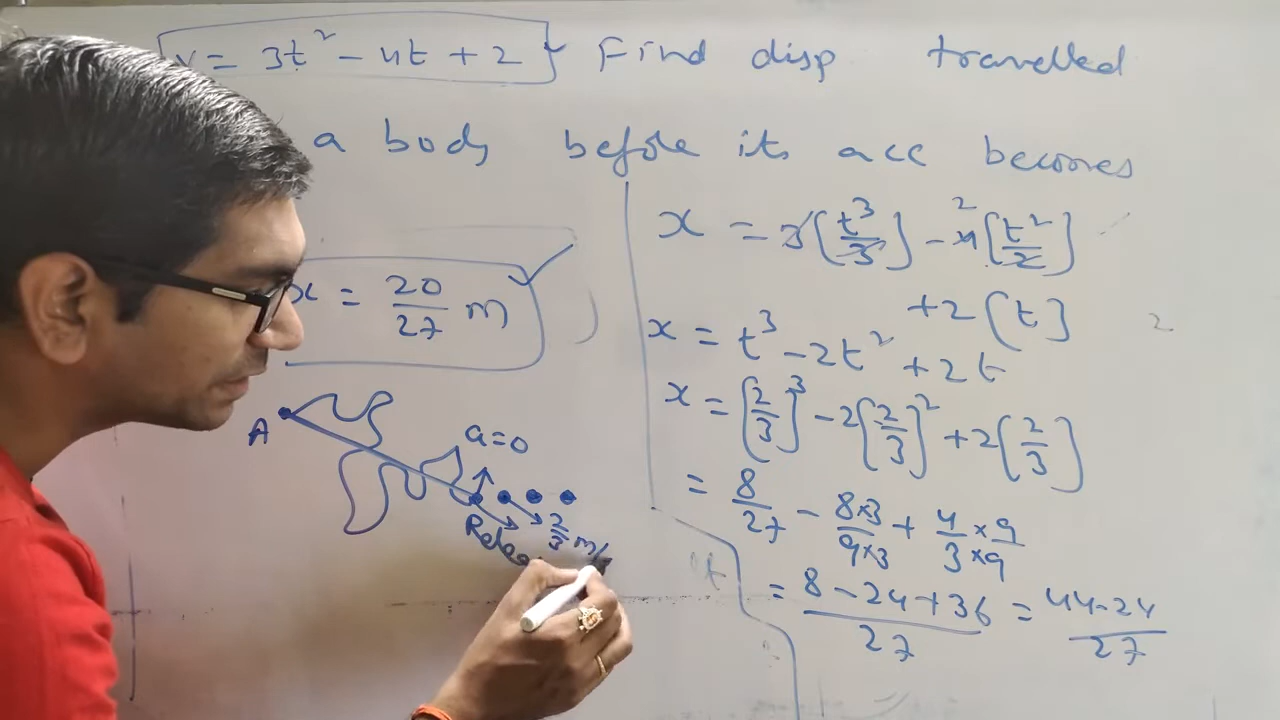 v = 3t² - 4t + 2 } Find disp travelled
a body before its acc becomes
x = 20/27 m
A
a=0
2/3 m/
x = 3[t³/3] - 4[t²/2] 2
+2[t]
x = t³ - 2t² + 2t
x = [2/3]³ - 2[2/3]² + 2[2/3]
= 8/27 - 8×3/9×3 + 4/3 × 9/9
= 8 - 24 + 36/27 = 44-24/27